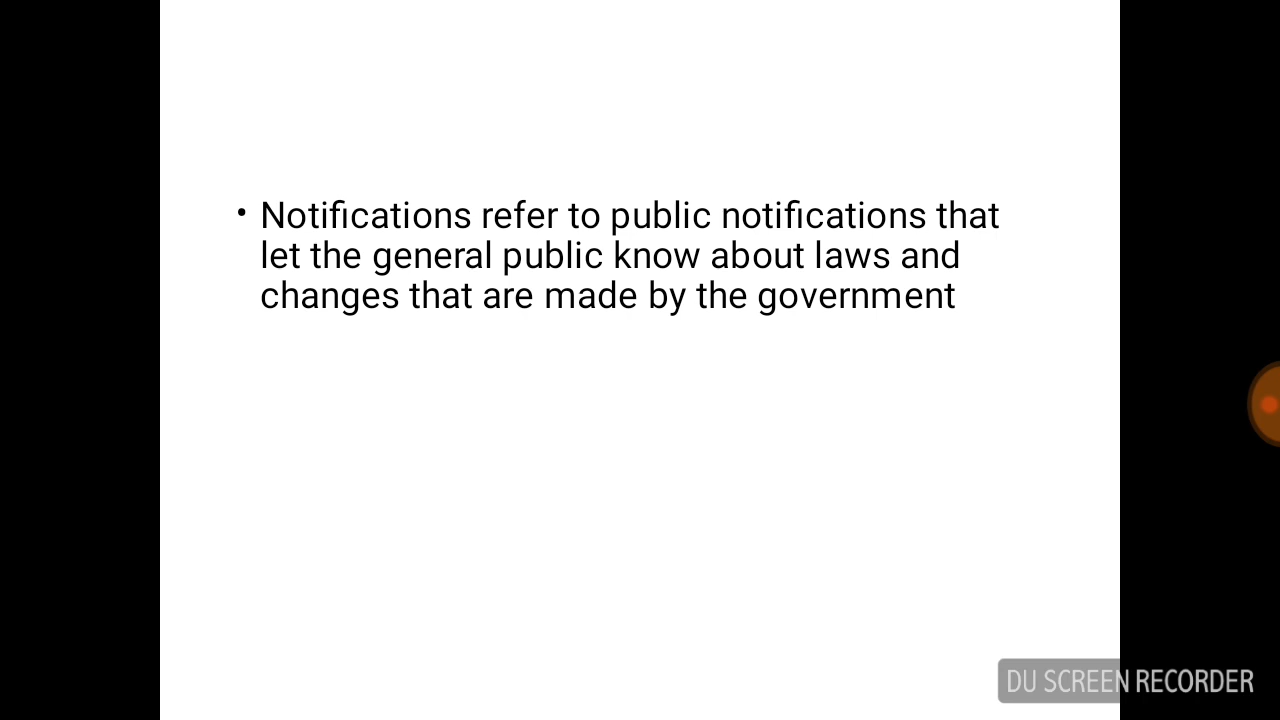 • Notifications refer to public notifications that
let the general public know about laws and
changes that are made by the government
DU SCREEN RECORDER